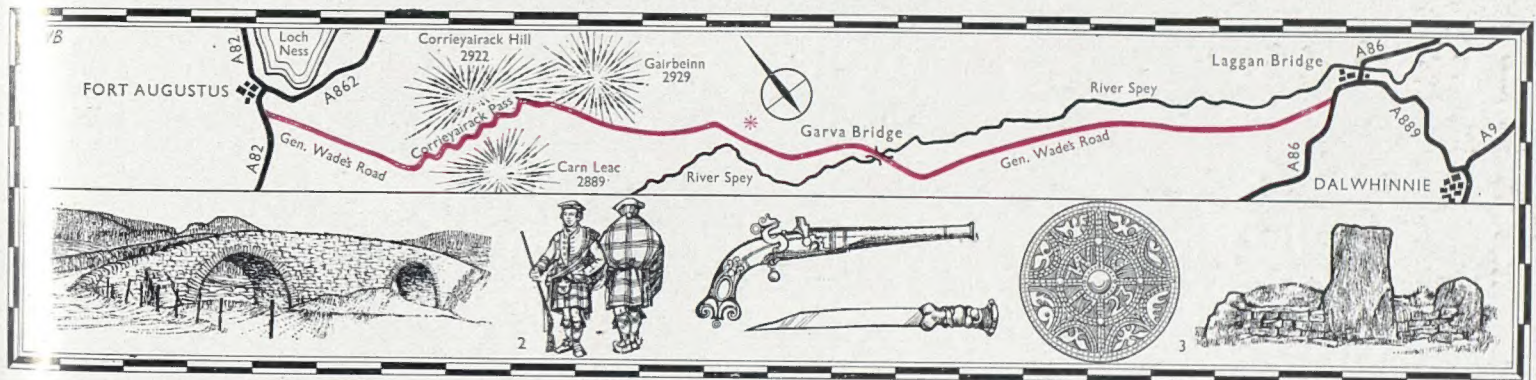 A82
Loch
Ness
FORT AUGUSTUS
A862
A82
Gen. Wade's Road
Corrieyairack Hill
2922
Corrieyairack Pass
Gairbeinn
2929
Carn Leac
2889
River Spey
Garva Bridge
River Spey
Gen. Wade's Road
Laggan Bridge
A86
A889
A9
A86
DALWHINNIE
2
3